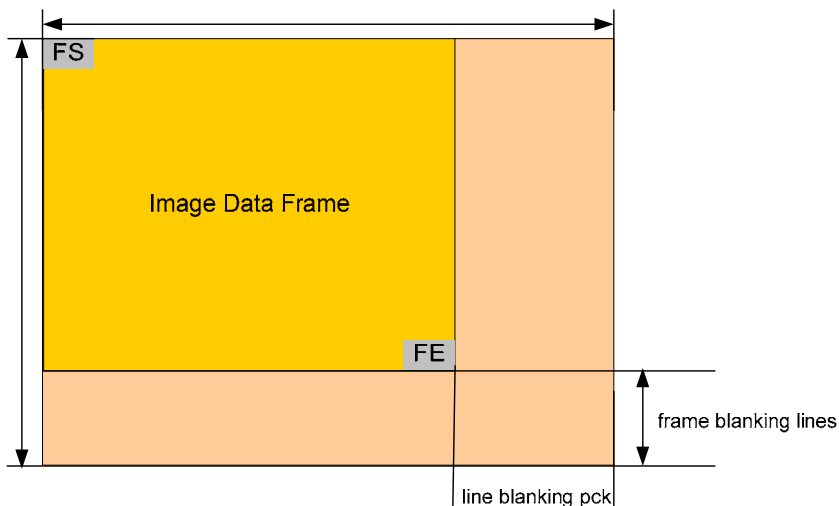 FS
Image Data Frame
FE
frame blanking lines
line blanking pck